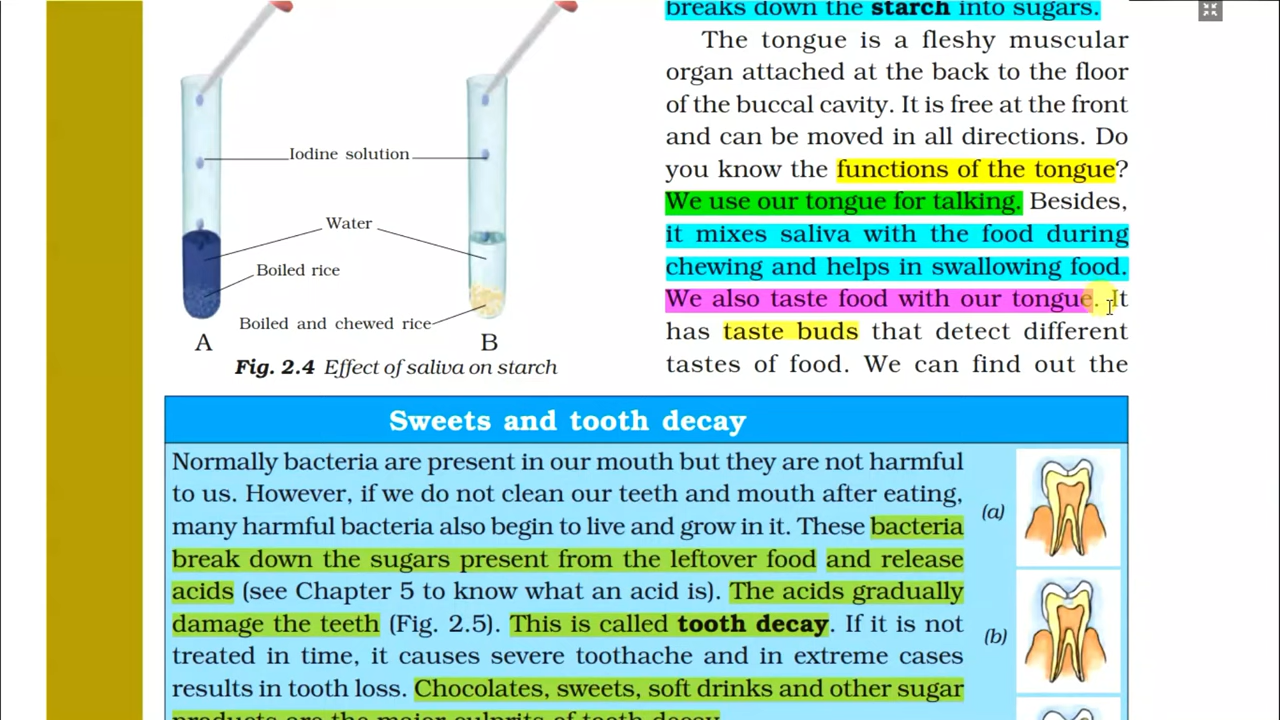 breaks down the starch into sugars.
The tongue is a fleshy muscular
organ attached at the back to the floor
of the buccal cavity. It is free at the front
and can be moved in all directions. Do
you know the functions of the tongue?
We use our tongue for talking. Besides,
it mixes saliva with the food during
chewing and helps in swallowing food.
We also taste food with our tongue. It
has taste buds that detect different
tastes of food. We can find out the
Iodine solution
Water
Boiled rice
Boiled and chewed rice
A
B
Fig. 2.4 Effect of saliva on starch
Sweets and tooth decay
Normally bacteria are present in our mouth but they are not harmful
to us. However, if we do not clean our teeth and mouth after eating,
many harmful bacteria also begin to live and grow in it. These bacteria
break down the sugars present from the leftover food and release
acids (see Chapter 5 to know what an acid is). The acids gradually
damage the teeth (Fig. 2.5). This is called tooth decay. If it is not
treated in time, it causes severe toothache and in extreme cases
results in tooth loss. Chocolates, sweets, soft drinks and other sugar
products are the major culprits of tooth decay.
(a)
(b)